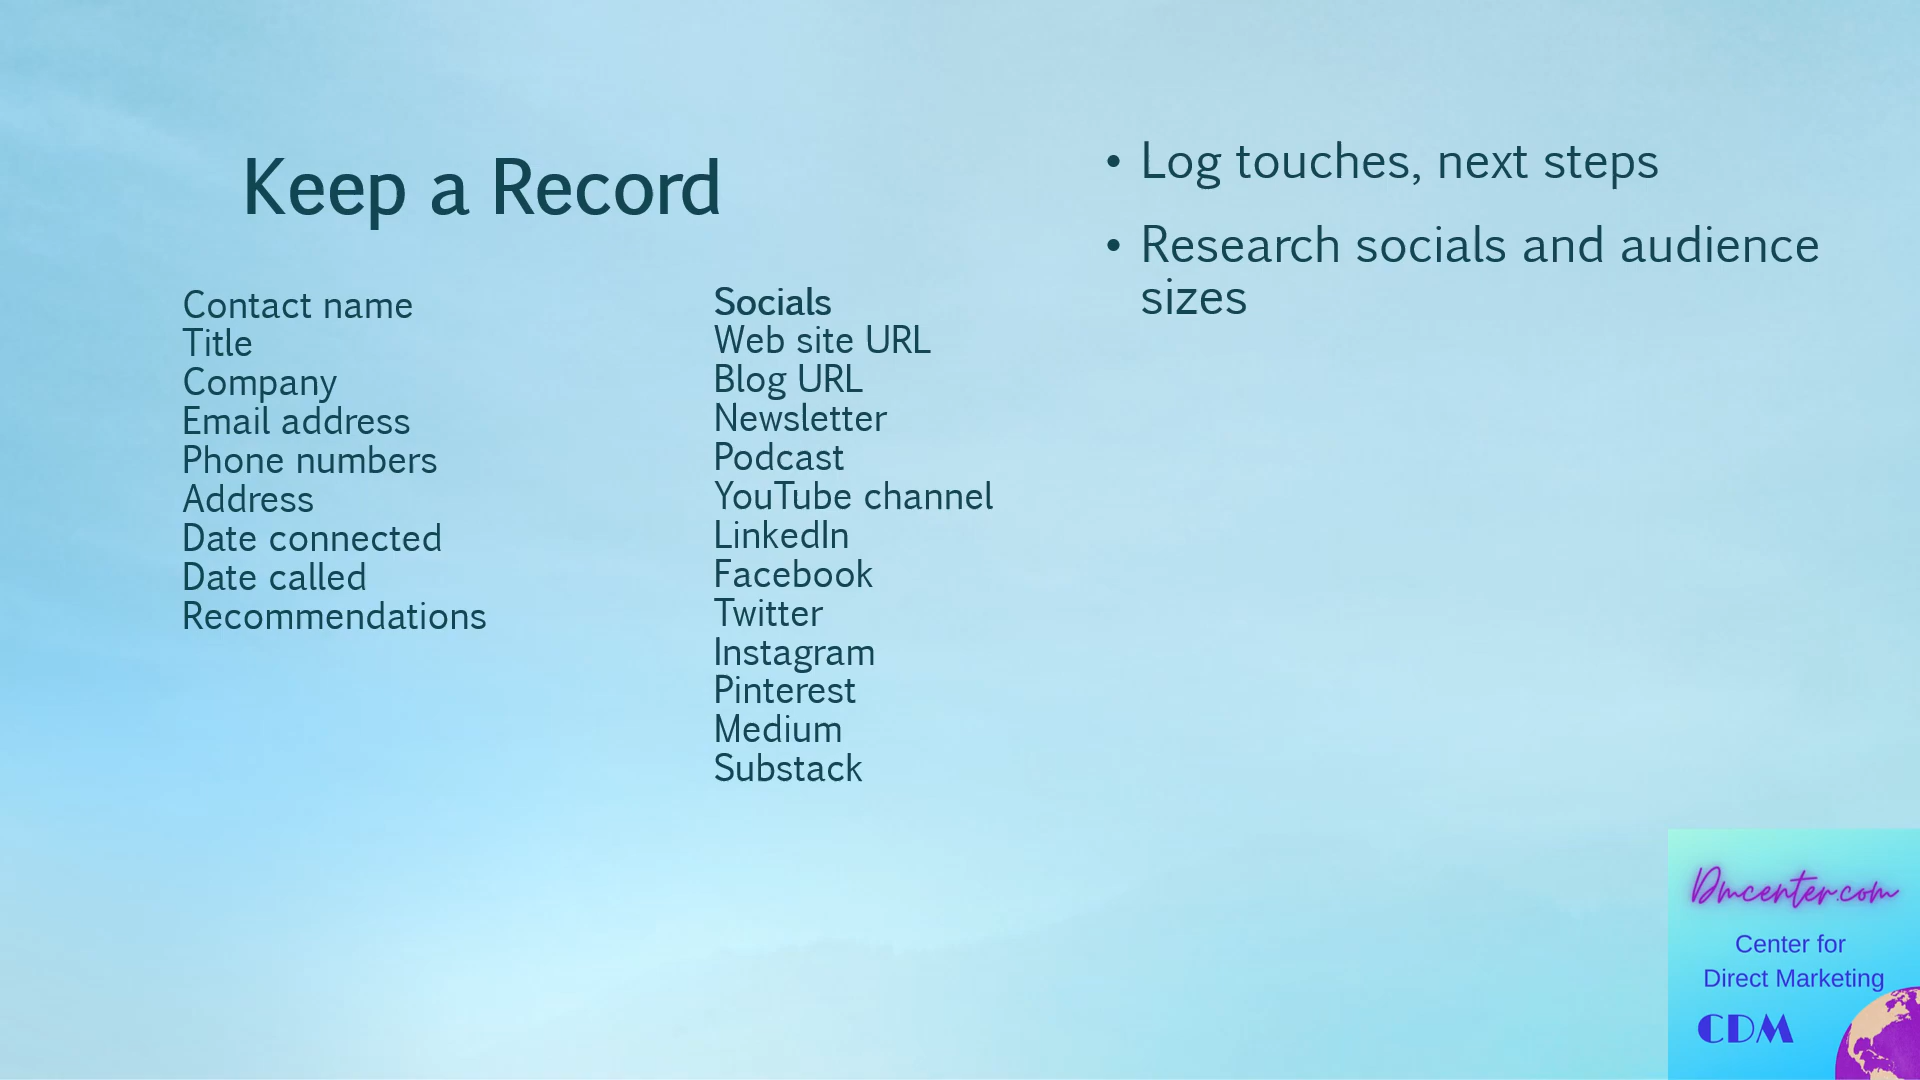 Keep a Record
Contact name
Title
Company
Email address
Phone numbers
Address
Date connected
Date called
Recommendations
Socials
Web site URL
Blog URL
Newsletter
Podcast
YouTube channel
LinkedIn
Facebook
Twitter
Instagram
Pinterest
Medium
Substack
• Log touches, next steps
• Research socials and audience
sizes
Dmcenter.com
Center for
Direct Marketing
CDM